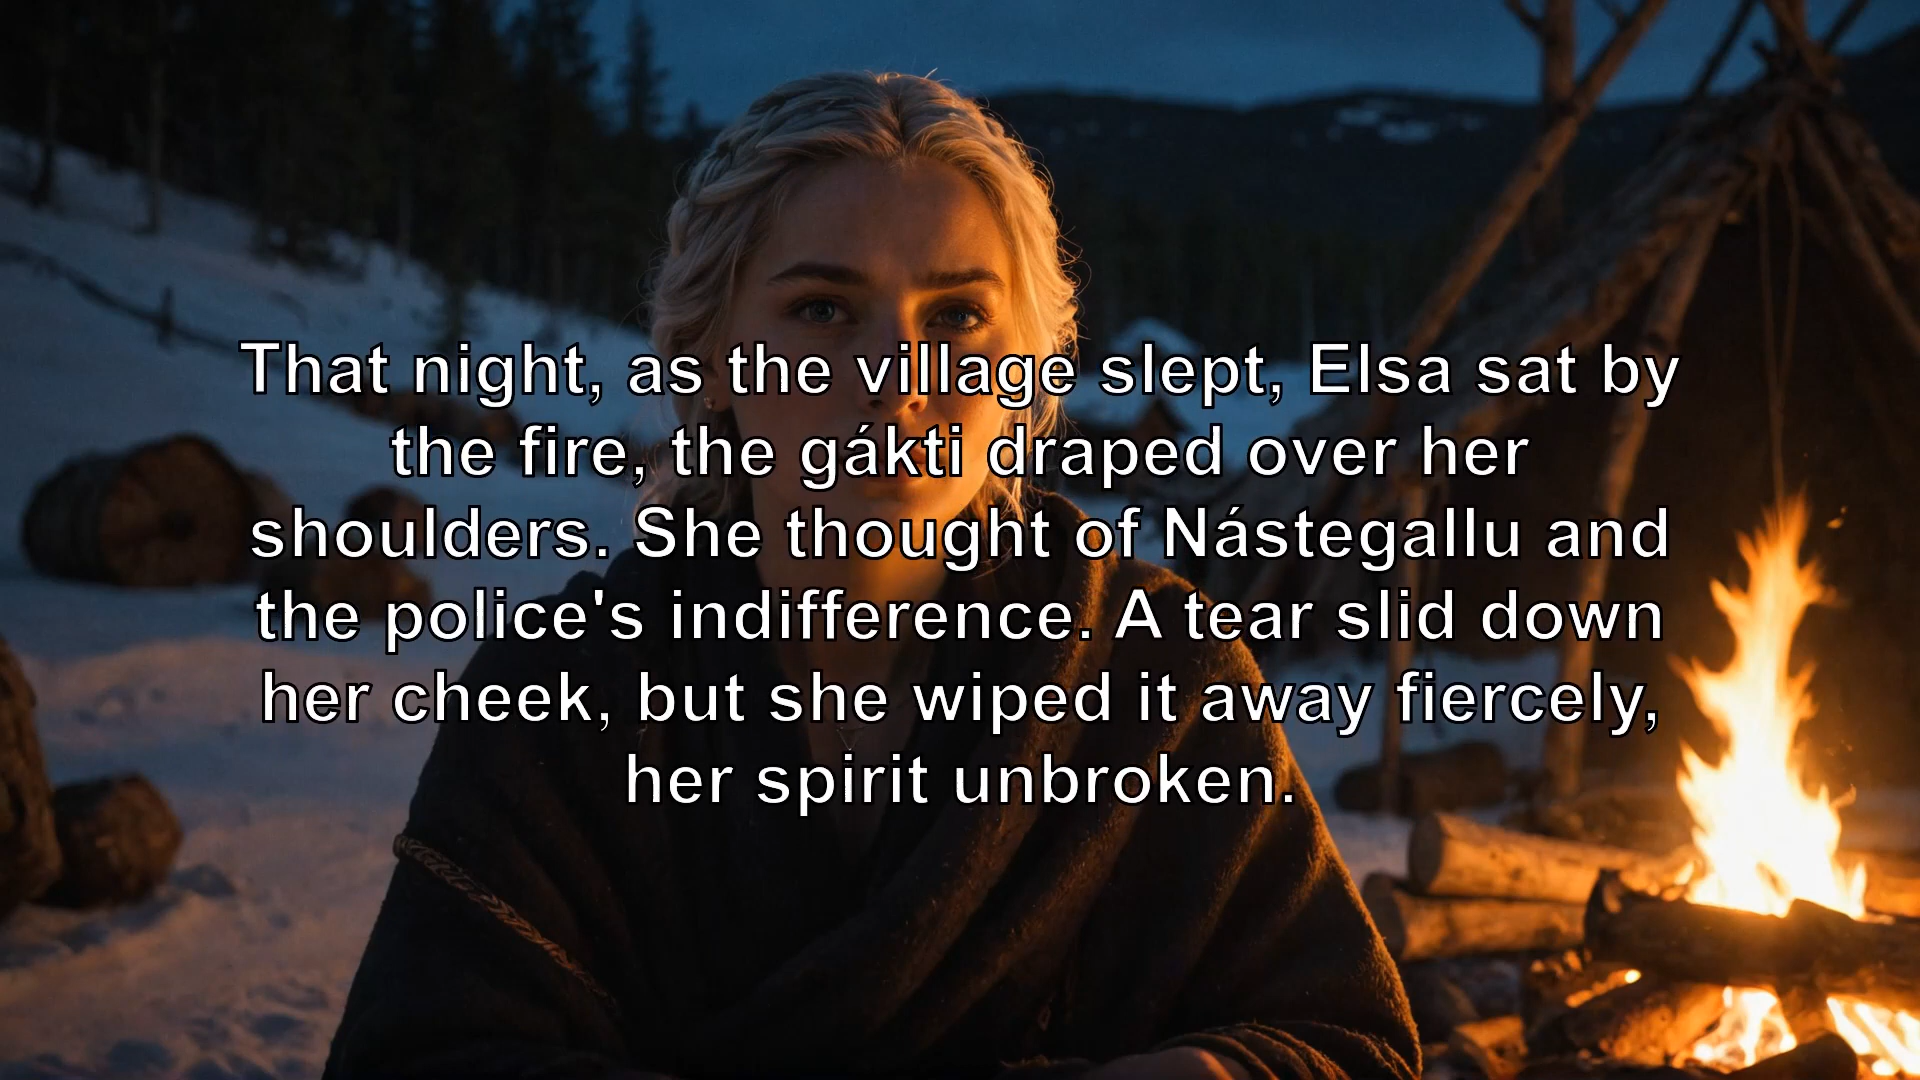 That night, as the village slept, Elsa sat by
the fire, the gákti draped over her
shoulders. She thought of Nástegallu and
the police's indifference. A tear slid down
her cheek, but she wiped it away fiercely,
her spirit unbroken.